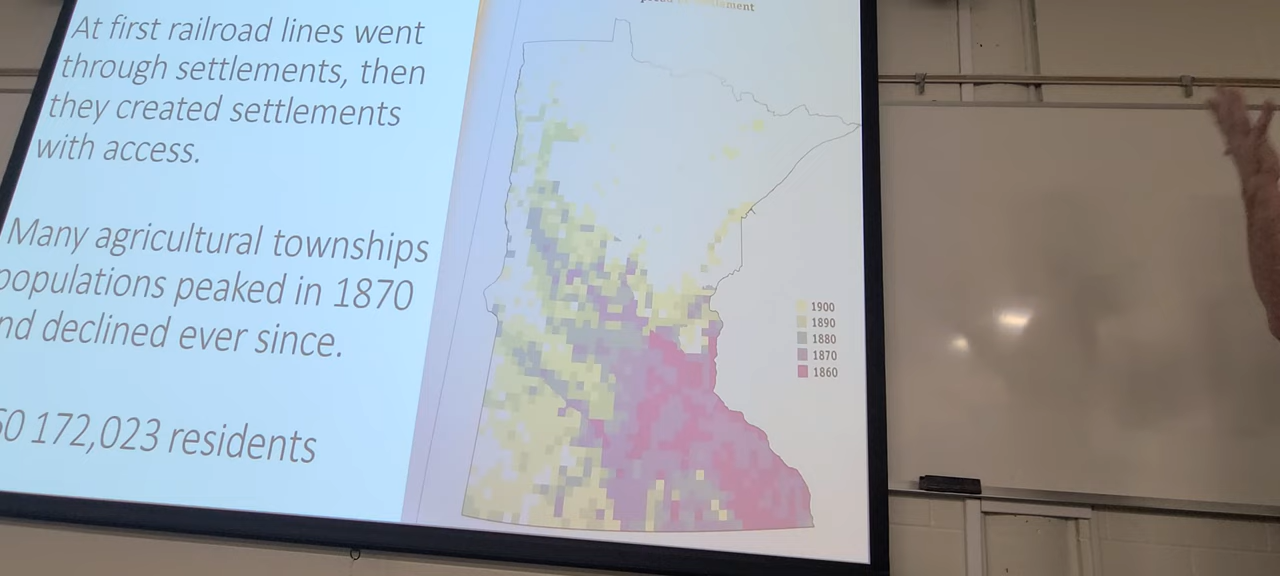 At first railroad lines went
through settlements, then
they created settlements
with access.
Many agricultural townships
populations peaked in 1870
nd declined ever since.
0 172,023 residents
1900
1890
1880
1870
1860